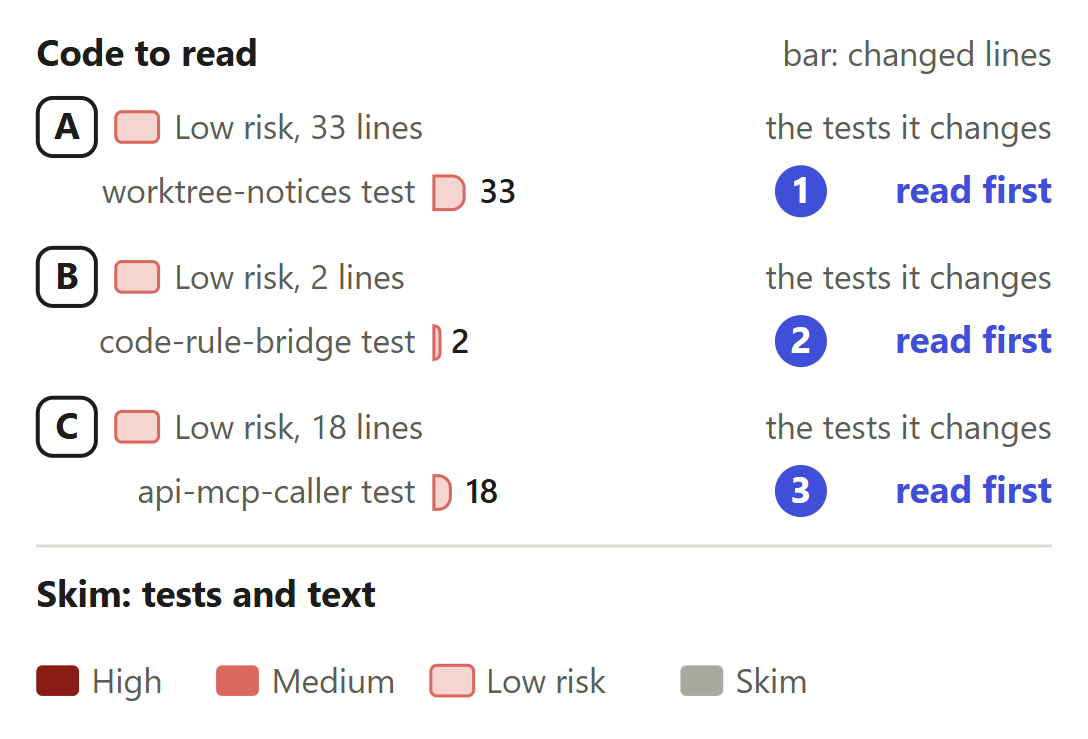 Code to read bar: changed lines
A Low risk, 33 lines the tests it changes
worktree-notices test 33 1 read first
B Low risk, 2 lines the tests it changes
code-rule-bridge test 2 2 read first
C Low risk, 18 lines the tests it changes
api-mcp-caller test 18 3 read first
Skim: tests and text
High Medium Low risk Skim